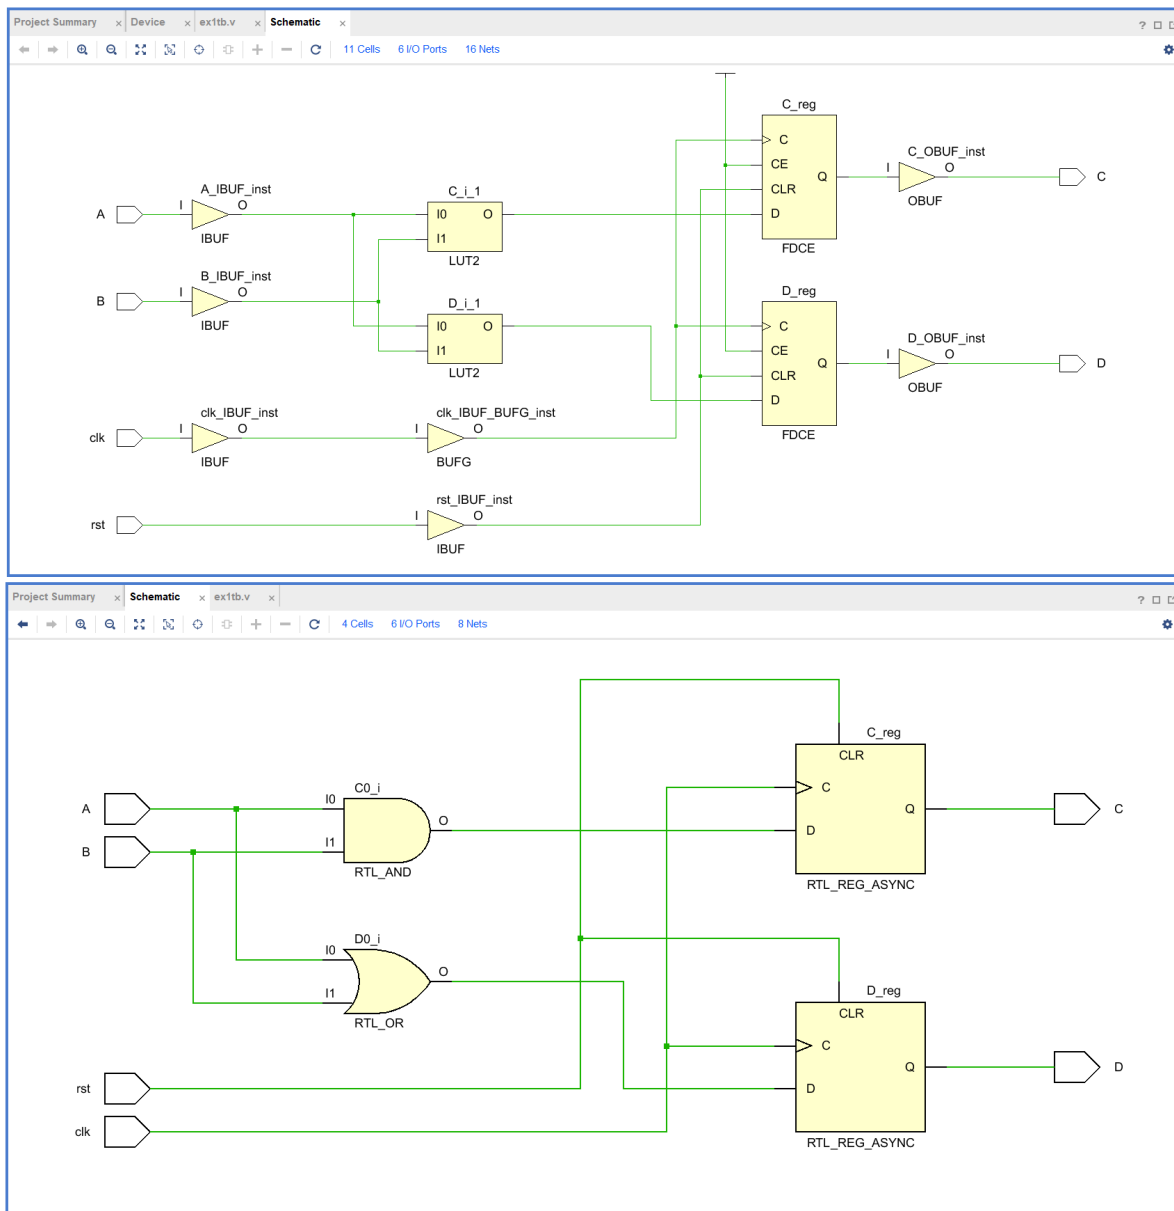 Project Summary × Device × ex1tb.v × Schematic ×
11 Cells 6 I/O Ports 16 Nets
C_reg
C
CE
CLR
D
Q
FDCE
C_OBUF_inst
I O
OBUF
C
A_IBUF_inst
A
I O
IBUF
C_i_1
I0 O
I1
LUT2
B_IBUF_inst
B
I O
IBUF
D_i_1
I0 O
I1
LUT2
D_reg
C
CE
CLR
D
Q
FDCE
D_OBUF_inst
I O
OBUF
D
clk_IBUF_inst
clk
I O
IBUF
clk_IBUF_BUFG_inst
I O
BUFG
rst_IBUF_inst
rst
I O
IBUF
Project Summary × Schematic × ex1tb.v ×
4 Cells 6 I/O Ports 8 Nets
C_reg
CLR
C
D
Q
RTL_REG_ASYNC
C
A
B
C0_i
I0
I1
O
RTL_AND
D0_i
I0
I1
O
RTL_OR
D_reg
CLR
C
D
Q
RTL_REG_ASYNC
D
rst
clk